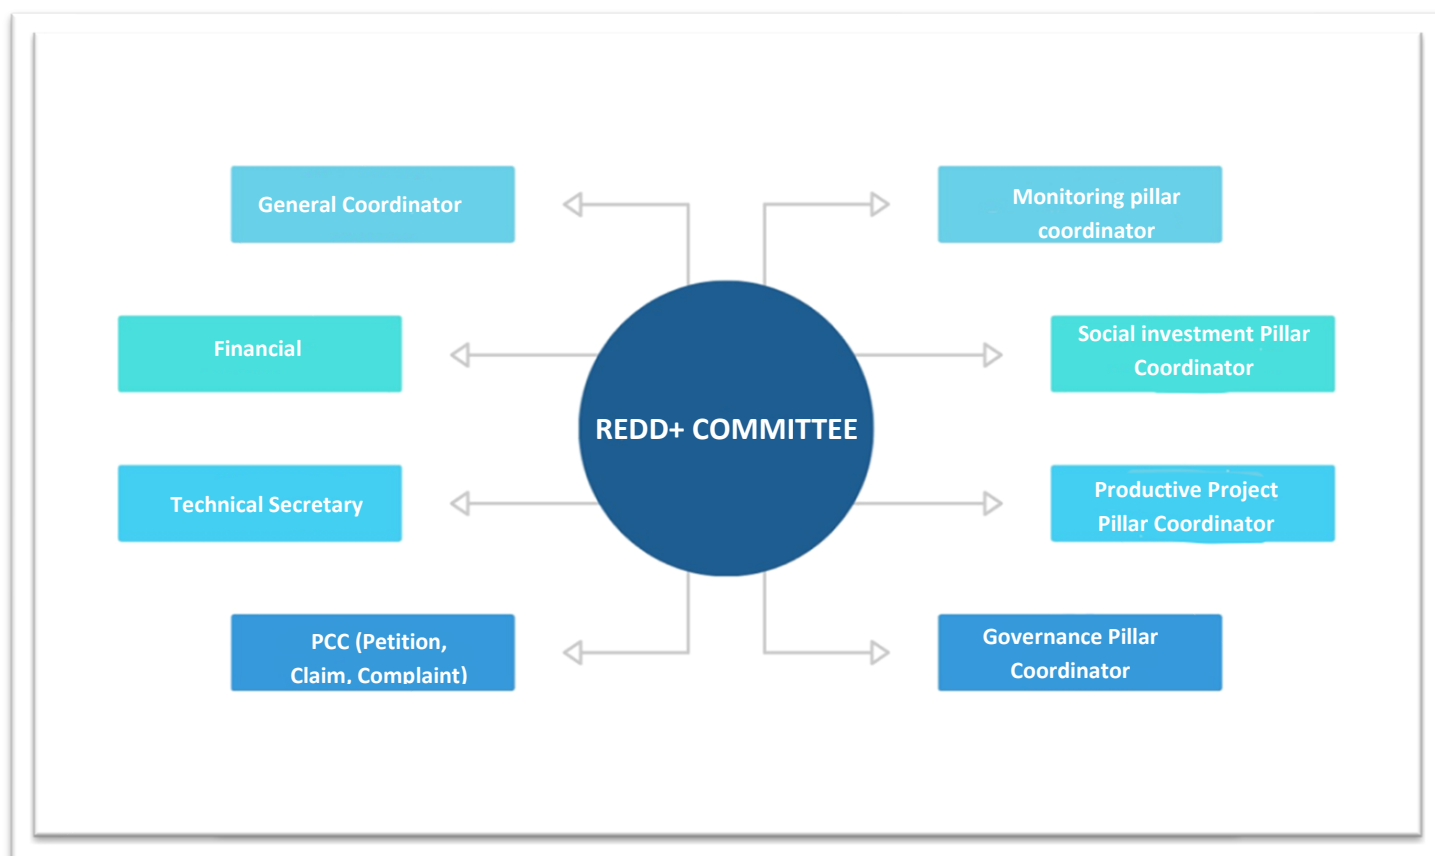 General Coordinator
Monitoring pillar
coordinator
Financial
Social investment Pillar
Coordinator
REDD+ COMMITTEE
Technical Secretary
Productive Project
Pillar Coordinator
PCC (Petition,
Claim, Complaint)
Governance Pillar
Coordinator